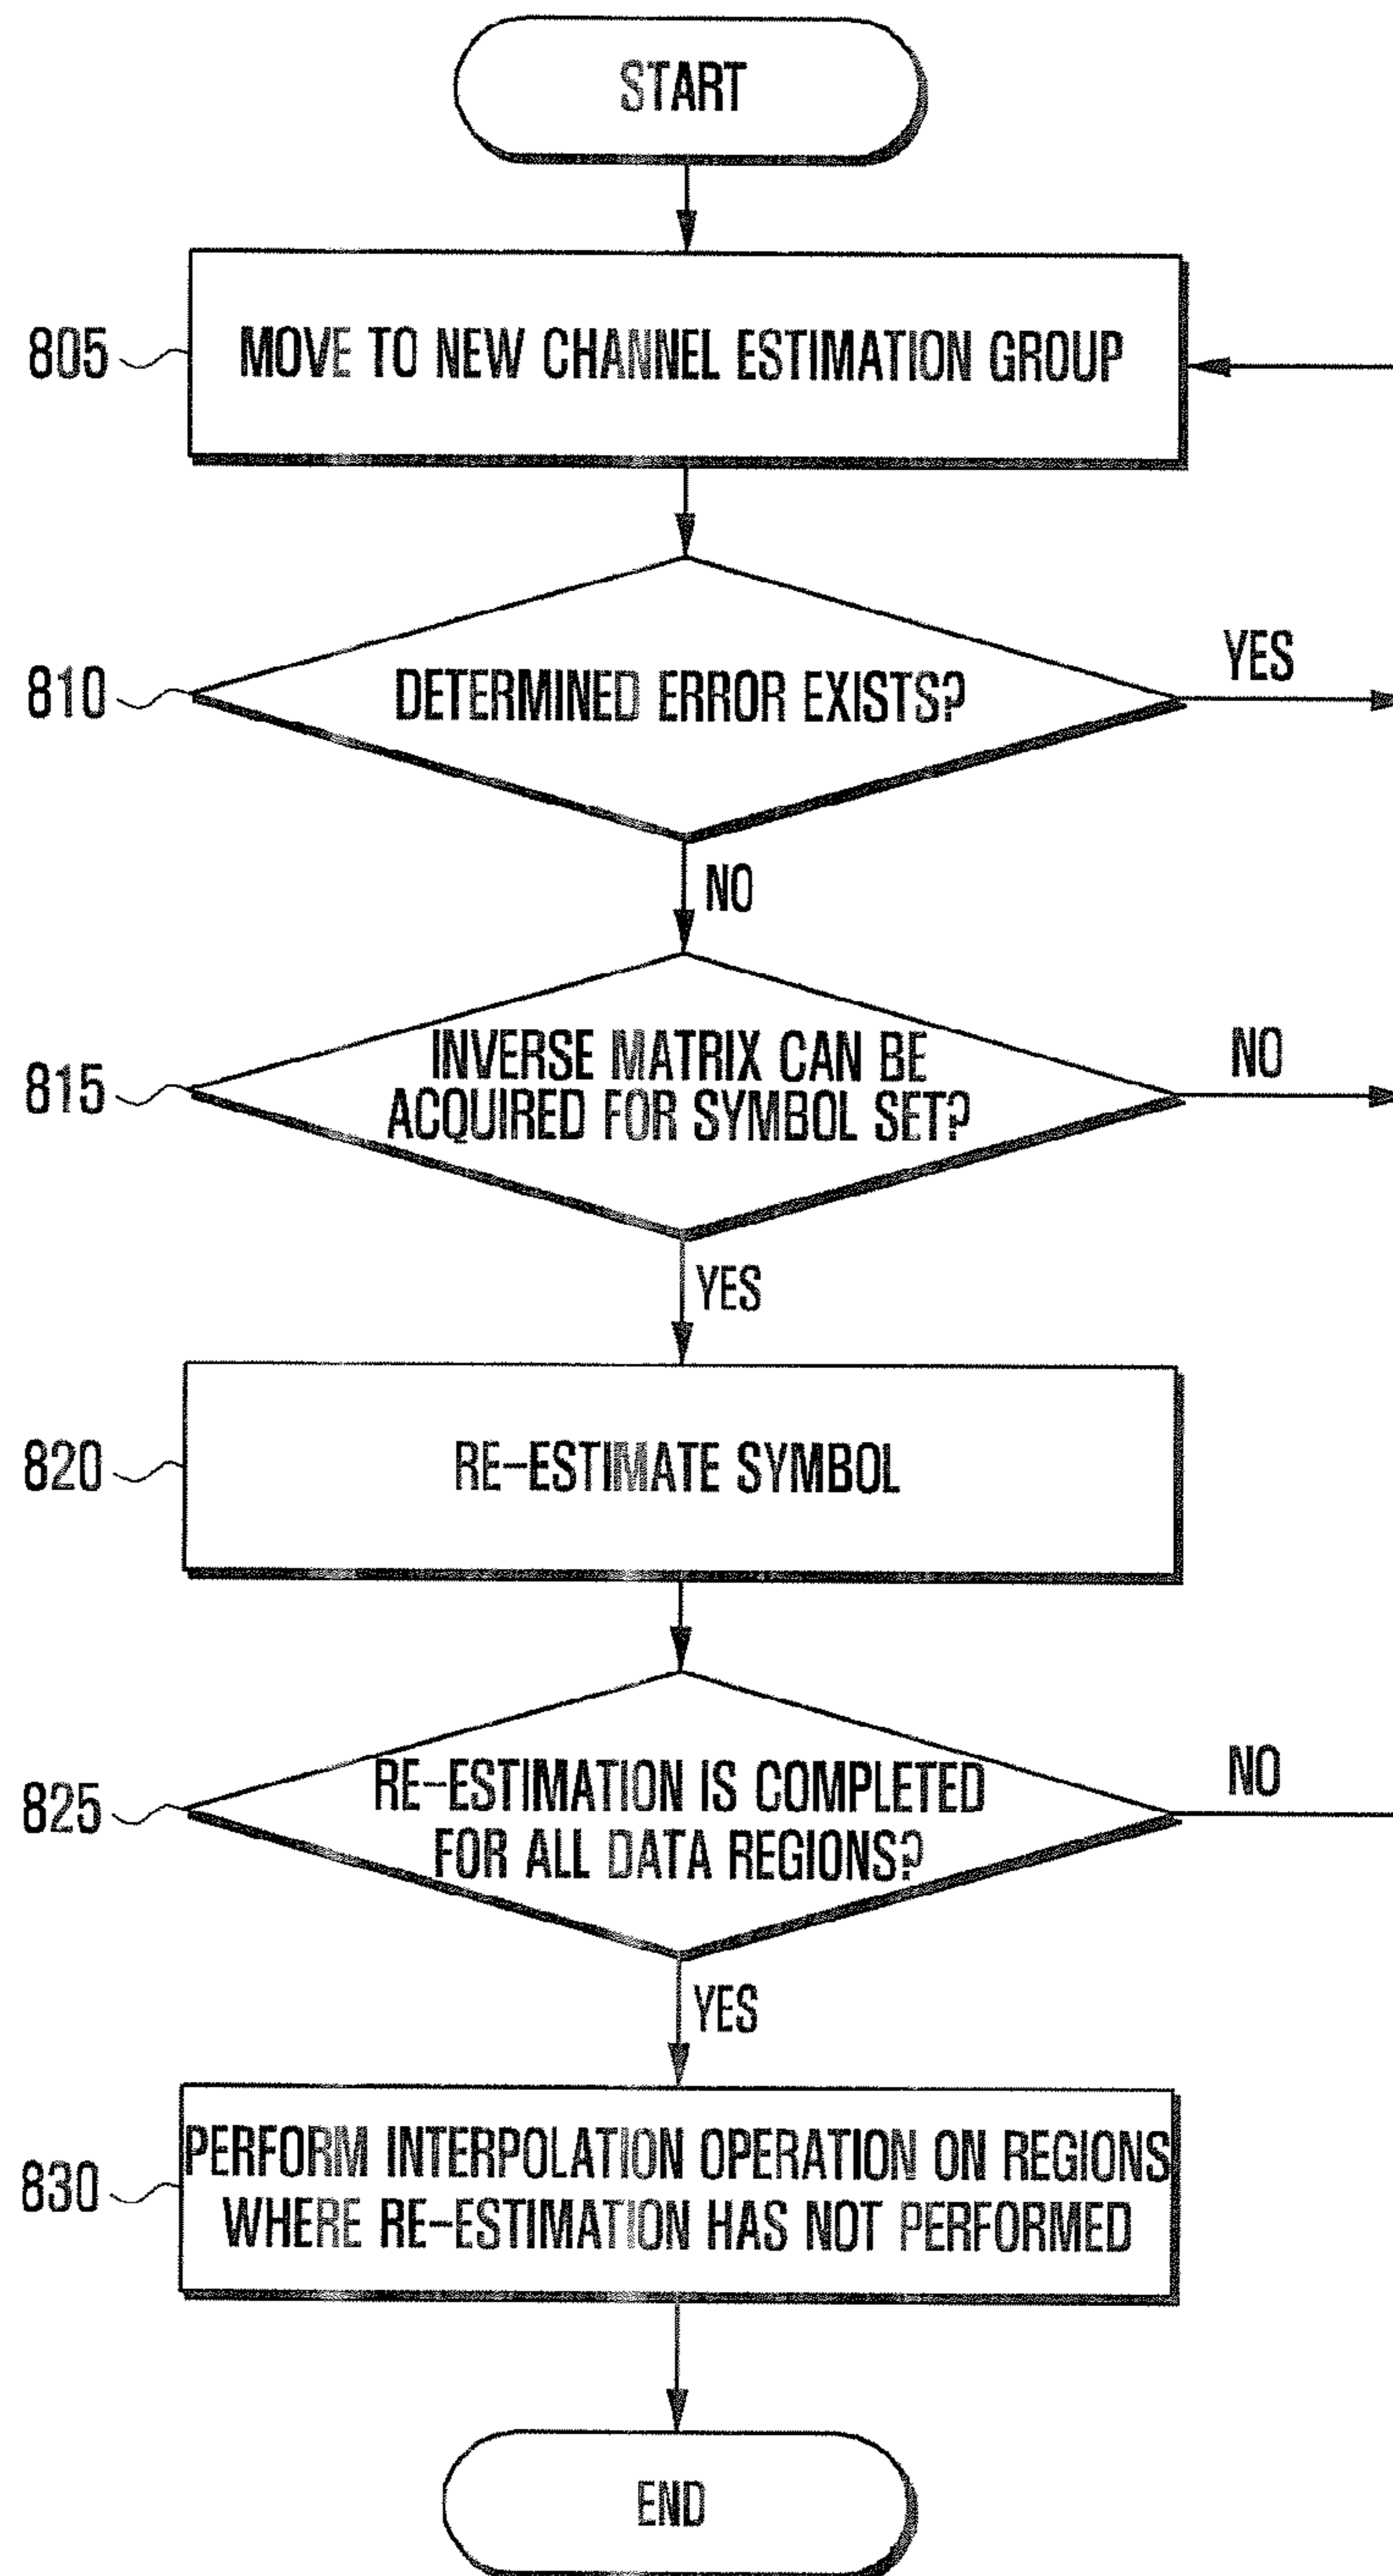 START
805
MOVE TO NEW CHANNEL ESTIMATION GROUP
810
DETERMINED ERROR EXISTS?
YES
NO
815
INVERSE MATRIX CAN BE
ACQUIRED FOR SYMBOL SET?
NO
YES
820
RE-ESTIMATE SYMBOL
825
RE-ESTIMATION IS COMPLETED
FOR ALL DATA REGIONS?
NO
YES
830
PERFORM INTERPOLATION OPERATION ON REGIONS
WHERE RE-ESTIMATION HAS NOT PERFORMED
END